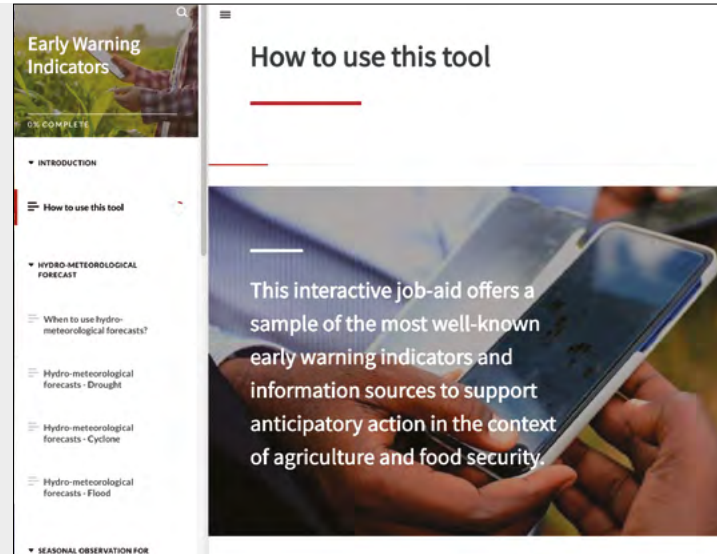 Early Warning
Indicators
0% COMPLETE
INTRODUCTION
How to use this tool
HYDRO-METEOROLOGICAL
FORECAST
When to use hydro-
meteorological forecasts?
Hydro-meteorological
forecasts - Drought
Hydro-meteorological
forecasts - Cyclone
Hydro-meteorological
forecasts - Flood
SEASONAL OBSERVATION FOR
How to use this tool
This interactive job-aid offers a
sample of the most well-known
early warning indicators and
information sources to support
anticipatory action in the context
of agriculture and food security.